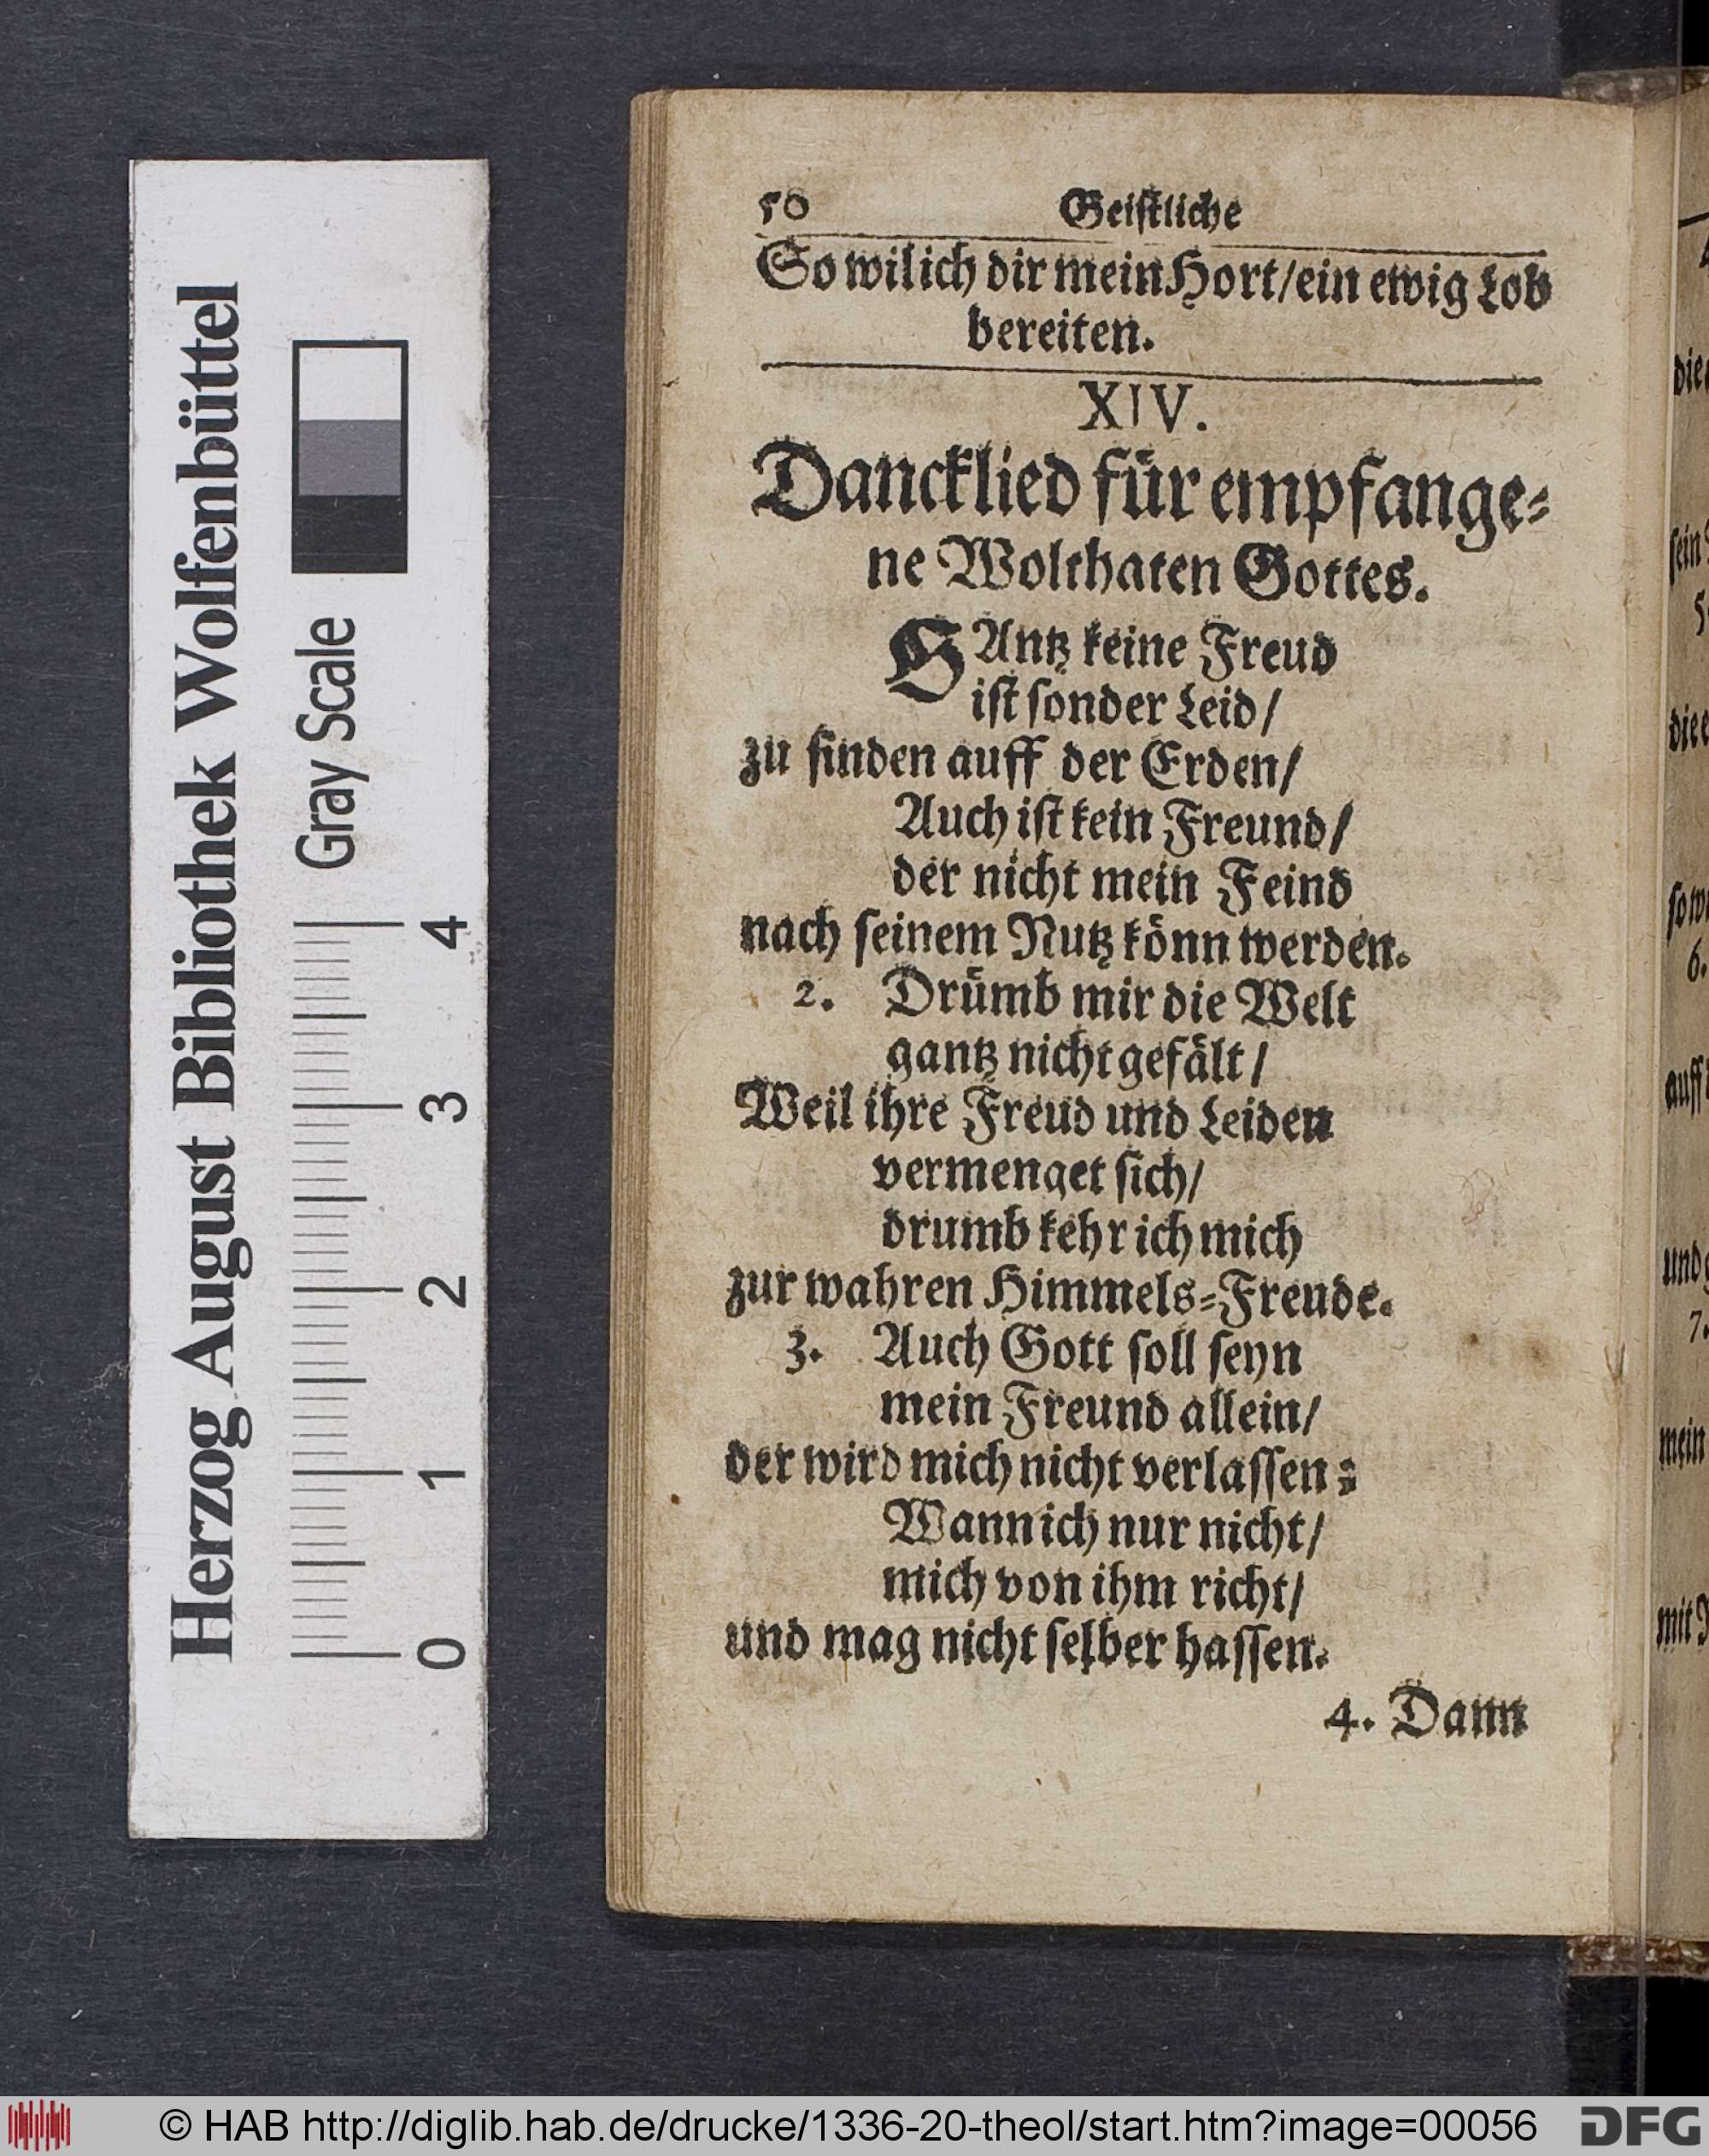 50 Geiſtliche
So wil ich dir mein Hort/ein ewig Lob
bereiten.
XIV.
Dancklied für empfange⸗
ne Wolthaten Gottes.
GAntz keine Freud
iſt ſonder Leid/
zu finden auff der Erden/
Auch iſt kein Freund/
der nicht mein Feind
nach ſeinem Nutz könn werden.
2. Drümb mir die Welt
gantz nicht gefält/
Weil ihre Freud und Leiden
vermenget ſich/
drumb kehr ich mich
zur wahren Himmels⸗Freude.
3. Auch Gott ſoll ſeyn
mein Freund allein/
der wird mich nicht verlaſſen:
Wann ich nur nicht/
mich von ihm richt/
und mag nicht ſelber haſſen.
4. Dann
Herzog August Bibliothek Wolfenbüttel
Gray Scale
0 1 2 3 4
die
ſein
6.
7.
mein
© HAB http://diglib.hab.de/drucke/1336-20-theol/start.htm?image=00056
DFG